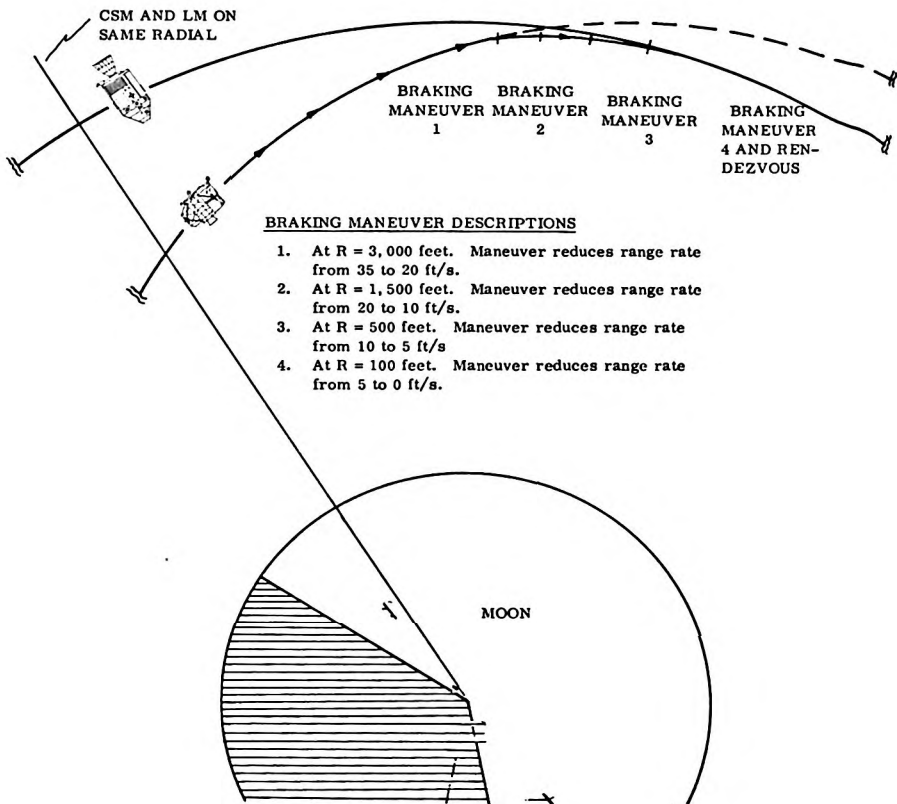 CSM AND LM ON
SAME RADIAL
BRAKING
MANEUVER
1
BRAKING
MANEUVER
2
BRAKING
MANEUVER
3
BRAKING
MANEUVER
4 AND REN-
DEZVOUS
BRAKING MANEUVER DESCRIPTIONS
1. At R = 3,000 feet. Maneuver reduces range rate
from 35 to 20 ft/s.
2. At R = 1,500 feet. Maneuver reduces range rate
from 20 to 10 ft/s.
3. At R = 500 feet. Maneuver reduces range rate
from 10 to 5 ft/s
4. At R = 100 feet. Maneuver reduces range rate
from 5 to 0 ft/s.
MOON